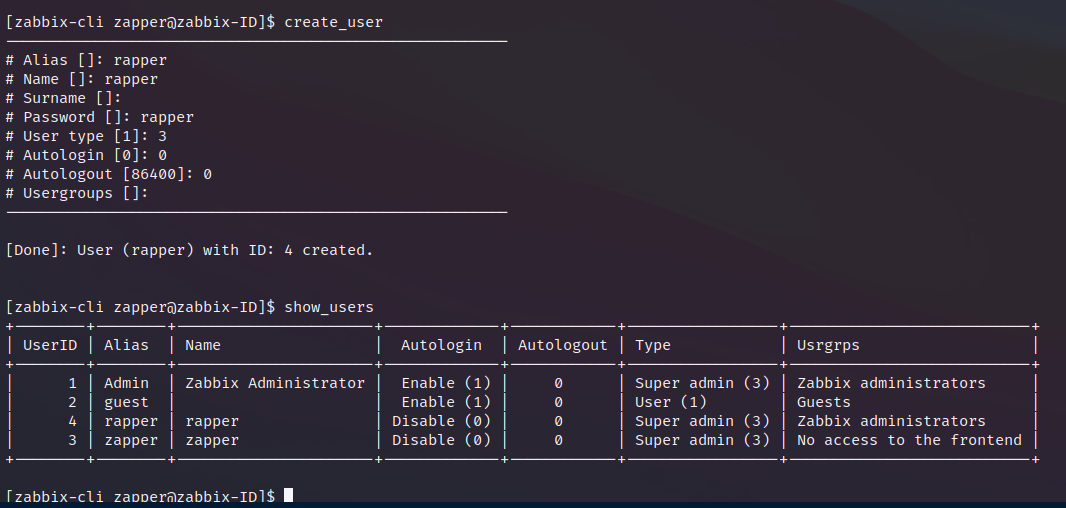 [zabbix-cli zapper@zabbix-ID]$ create_user
# Alias []: rapper
# Name []: rapper
# Surname []:
# Password []: rapper
# User type [1]: 3
# Autologin [0]: 0
# Autologout [86400]: 0
# Usergroups []:
[Done]: User (rapper) with ID: 4 created.
[zabbix-cli zapper@zabbix-ID]$ show_users
| UserID | Alias | Name | Autologin | Autologout | Type | Usrgrps |
| 1 | Admin | Zabbix Administrator | Enable (1) | 0 | Super admin (3) | Zabbix administrators |
| 2 | guest | | Enable (1) | 0 | User (1) | Guests |
| 4 | rapper | rapper | Disable (0) | 0 | Super admin (3) | Zabbix administrators |
| 3 | zapper | zapper | Disable (0) | 0 | Super admin (3) | No access to the frontend |
[zabbix-cli zapper@zabbix-ID]$